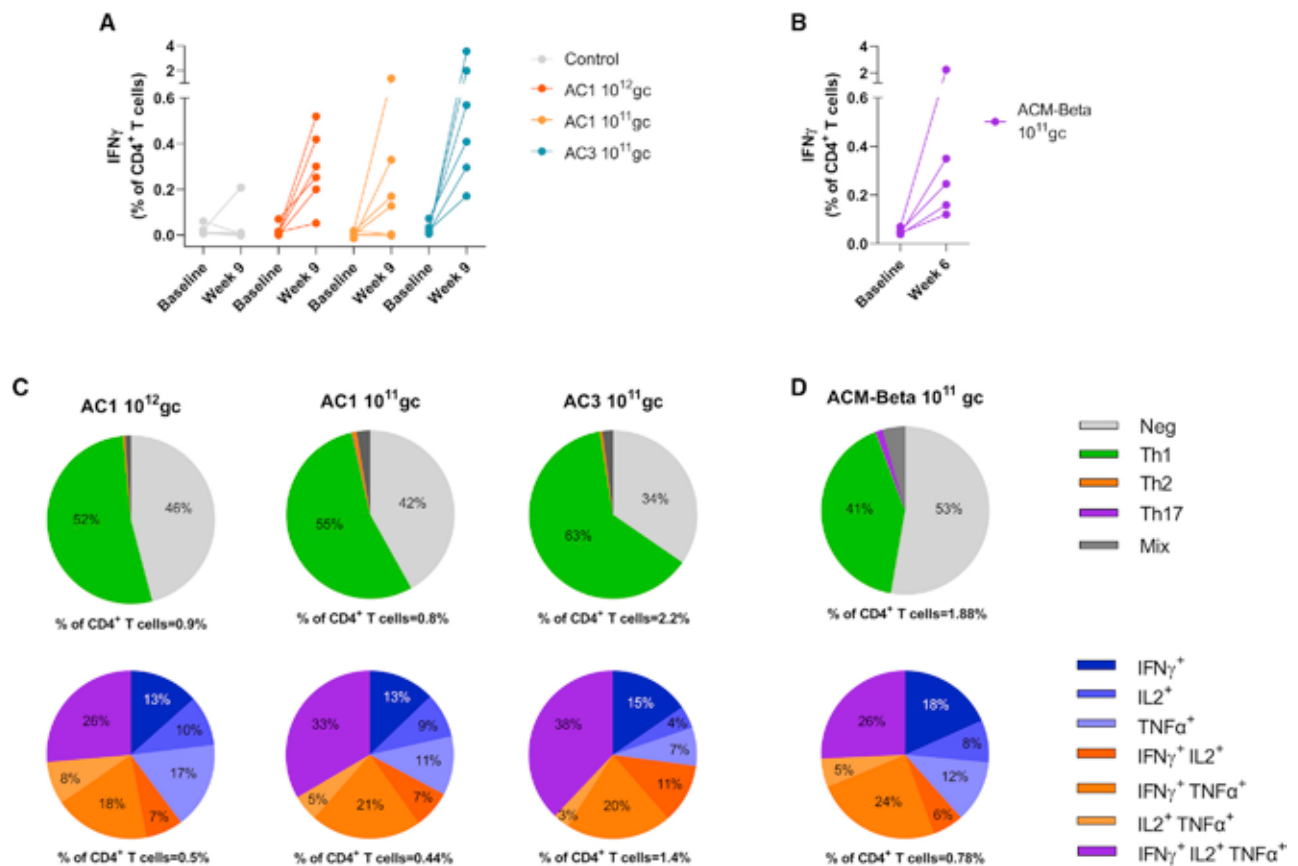 A
IFNγ
(% of CD4⁺ T cells)
4
2
0.6
0.4
0.2
0.0
Baseline
Week 9
Baseline
Week 9
Baseline
Week 9
Baseline
Week 9
Control
AC1 10¹²gc
AC1 10¹¹gc
AC3 10¹¹gc
B
IFNγ
(% of CD4⁺ T cells)
4
2
0.6
0.4
0.2
0.0
Baseline
Week 6
ACM-Beta
10¹¹gc
C
AC1 10¹²gc
52%
46%
% of CD4⁺ T cells=0.9%
AC1 10¹¹gc
55%
42%
% of CD4⁺ T cells=0.8%
AC3 10¹¹gc
63%
34%
% of CD4⁺ T cells=2.2%
D
ACM-Beta 10¹¹ gc
41%
53%
% of CD4⁺ T cells=1.88%
Neg
Th1
Th2
Th17
Mix
13%
10%
17%
7%
18%
8%
26%
% of CD4⁺ T cells=0.5%
13%
9%
11%
7%
21%
5%
33%
% of CD4⁺ T cells=0.44%
15%
4%
7%
11%
20%
3%
38%
% of CD4⁺ T cells=1.4%
18%
8%
12%
6%
24%
5%
26%
% of CD4⁺ T cells=0.78%
IFNγ⁺
IL2⁺
TNFα⁺
IFNγ⁺ IL2⁺
IFNγ⁺ TNFα⁺
IL2⁺ TNFα⁺
IFNγ⁺ IL2⁺ TNFα⁺